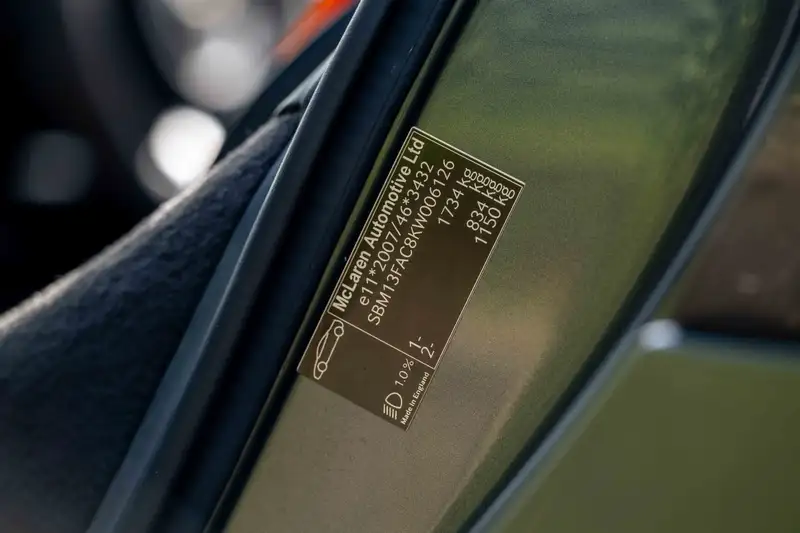 McLaren Automotive Ltd
e11*2007/46*3432
SBM13FAC8KW006126
1734 kg
1- 834 kg
2- 1150 kg
1.0%
Made In England